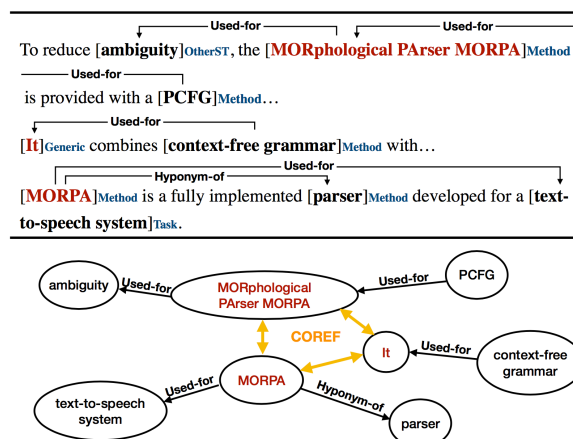 Used-for Used-for
To reduce [ambiguity]OtherST, the [MORphological PArser MORPA]Method
Used-for
is provided with a [PCFG]Method…
Used-for
[It]Generic combines [context-free grammar]Method with…
Used-for
Hyponym-of
[MORPA]Method is a fully implemented [parser]Method developed for a [text-
to-speech system]Task.
ambiguity
Used-for
MORphological
PArser MORPA
Used-for
PCFG
COREF
It
Used-for
context-free
grammar
MORPA
Used-for
text-to-speech
system
Hyponym-of
parser